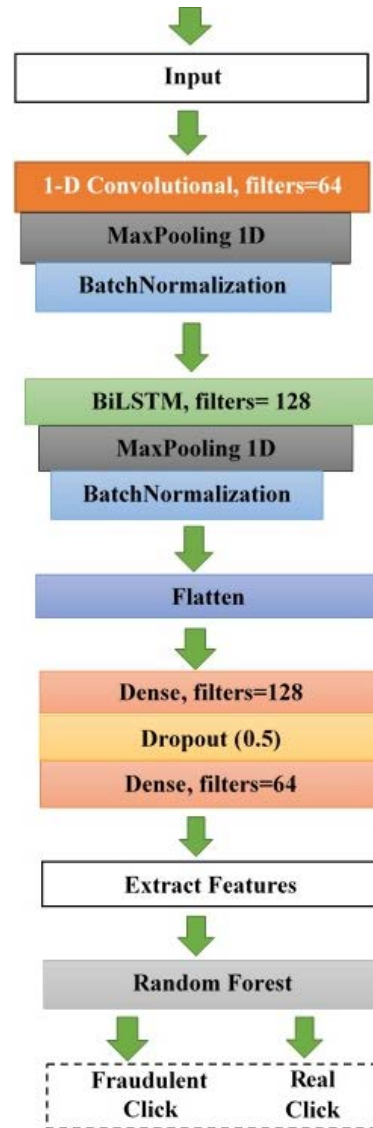 Input
1-D Convolutional, filters=64
MaxPooling 1D
BatchNormalization
BiLSTM, filters= 128
MaxPooling 1D
BatchNormalization
Flatten
Dense, filters=128
Dropout (0.5)
Dense, filters=64
Extract Features
Random Forest
Fraudulent
Click
Real
Click